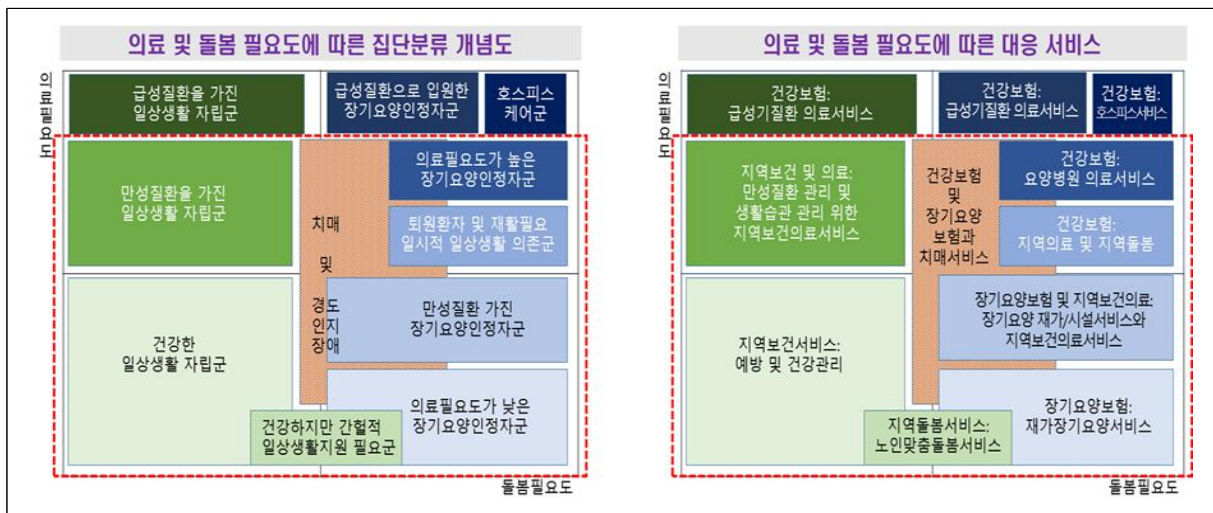 의료 및 돌봄 필요도에 따른 집단분류 개념도
의료필요도
급성질환을 가진
일상생활 자립군
급성질환으로 입원한
장기요양인정자군
호스피스
케어군
만성질환을 가진
일상생활 자립군
치매
및
경도
인지
장애
의료필요도가 높은
장기요양인정자군
퇴원환자 및 재활필요
일시적 일상생활 의존군
건강한
일상생활 자립군
만성질환 가진
장기요양인정자군
의료필요도가 낮은
장기요양인정자군
건강하지만 간헐적
일상생활지원 필요군
돌봄필요도
의료 및 돌봄 필요도에 따른 대응 서비스
의료필요도
건강보험:
급성기질환 의료서비스
건강보험:
급성기질환 의료서비스
건강보험:
호스피스서비스
지역보건 및 의료:
만성질환 관리 및
생활습관 관리 위한
지역보건의료서비스
건강보험
및
장기요양
보험과
치매서비스
건강보험:
요양병원 의료서비스
건강보험:
지역의료 및 지역돌봄
지역보건서비스:
예방 및 건강관리
장기요양보험 및 지역보건의료:
장기요양 재가/시설서비스와
지역보건의료서비스
장기요양보험:
재가장기요양서비스
지역돌봄서비스:
노인맞춤돌봄서비스
돌봄필요도